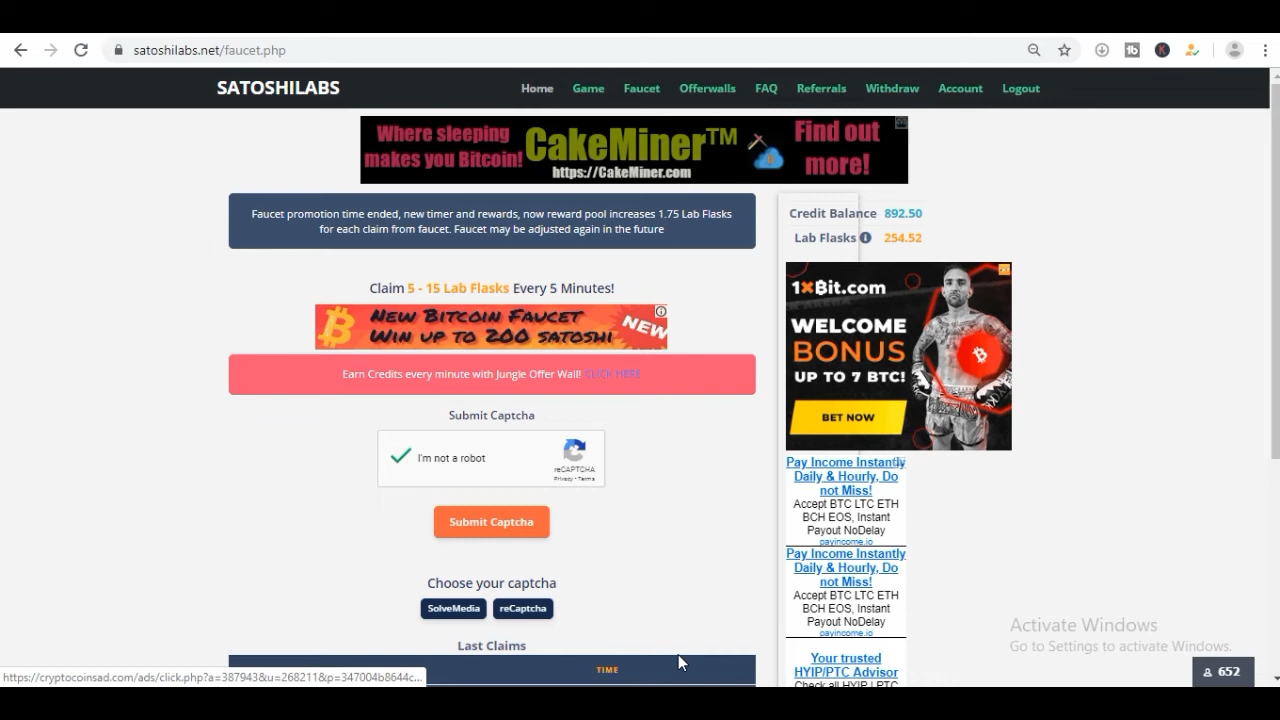 satoshilabs.net/faucet.php
SATOSHILABS
Home Game Faucet Offerwalls FAQ Referrals Withdraw Account Logout
Where sleeping
makes you Bitcoin!
CakeMiner™
https://CakeMiner.com
Find out
more!
Faucet promotion time ended, new timer and rewards, now reward pool increases 1.75 Lab Flasks
for each claim from faucet. Faucet may be adjusted again in the future
Credit Balance 892.50
Lab Flasks 254.52
Claim 5 - 15 Lab Flasks Every 5 Minutes!
NEW BITCOIN FAUCET
WIN UP TO 200 SATOSHI
NEW
Earn Credits every minute with Jungle Offer Wall! CLICK HERE
Submit Captcha
I'm not a robot
reCAPTCHA
Privacy - Terms
Submit Captcha
Choose your captcha
SolveMedia reCaptcha
Last Claims
TIME
1xBit.com
WELCOME
BONUS
UP TO 7 BTC!
BET NOW
Pay Income Instantly
Daily & Hourly, Do
not Miss!
Accept BTC LTC ETH
BCH EOS, Instant
Payout NoDelay
payincome.io
Pay Income Instantly
Daily & Hourly, Do
not Miss!
Accept BTC LTC ETH
BCH EOS, Instant
Payout NoDelay
payincome.io
Your trusted
HYIP/PTC Advisor
Check all HYIP | PTC
Activate Windows
Go to Settings to activate Windows.
652
https://cryptocoinsad.com/ads/click.php?a=387943&u=268211&p=347004b8644c...